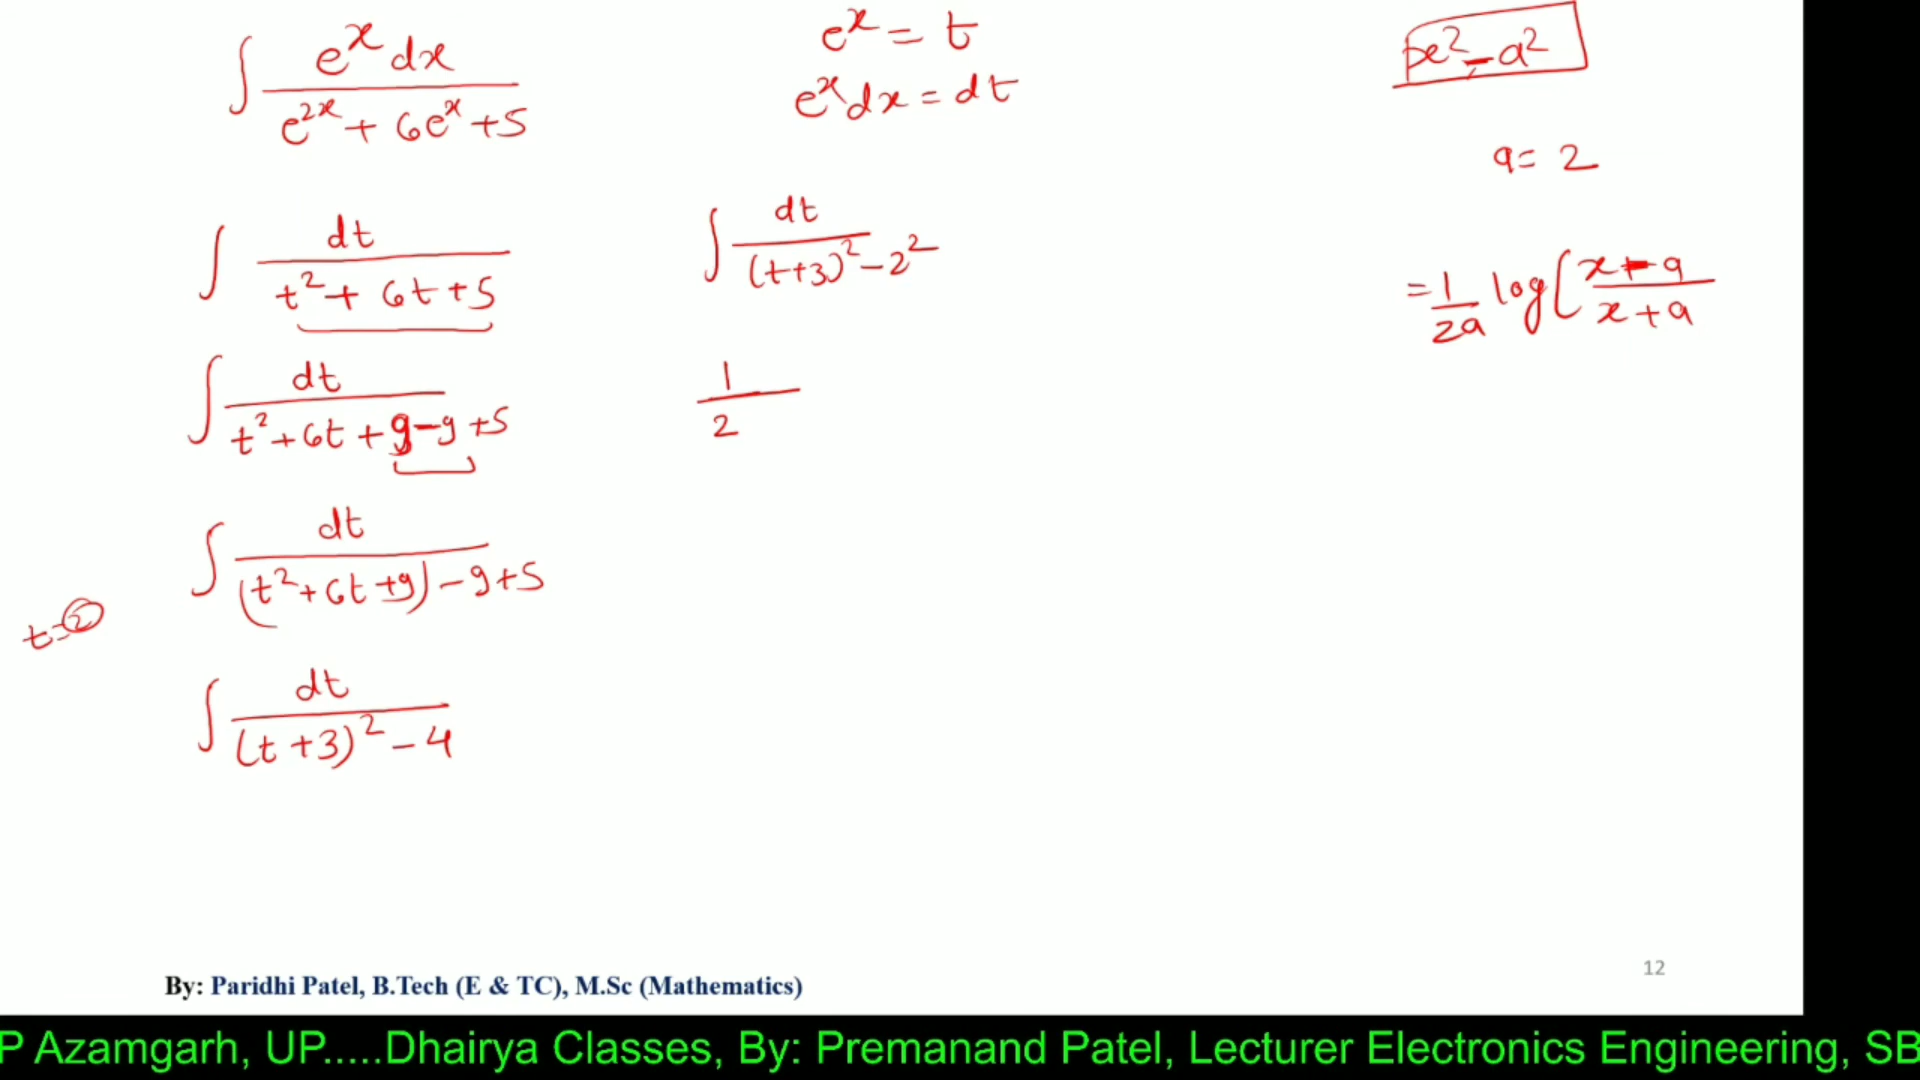 ∫ e^x dx / (e^2x + 6e^x + 5)
e^x = t
e^x dx = dt
∫ dt / (t² + 6t + 5)
∫ dt / (t² + 6t + 9 - 9 + 5)
∫ dt / ((t² + 6t + 9) - 9 + 5)
t=2
∫ dt / ((t + 3)² - 4)
∫ dt / ((t+3)² - 2²)
1 / 2
x² - a²
a = 2
= 1/2a log [ x - a / x + a
12
By: Paridhi Patel, B.Tech (E & TC), M.Sc (Mathematics)
P Azamgarh, UP.....Dhairya Classes, By: Premanand Patel, Lecturer Electronics Engineering, SB